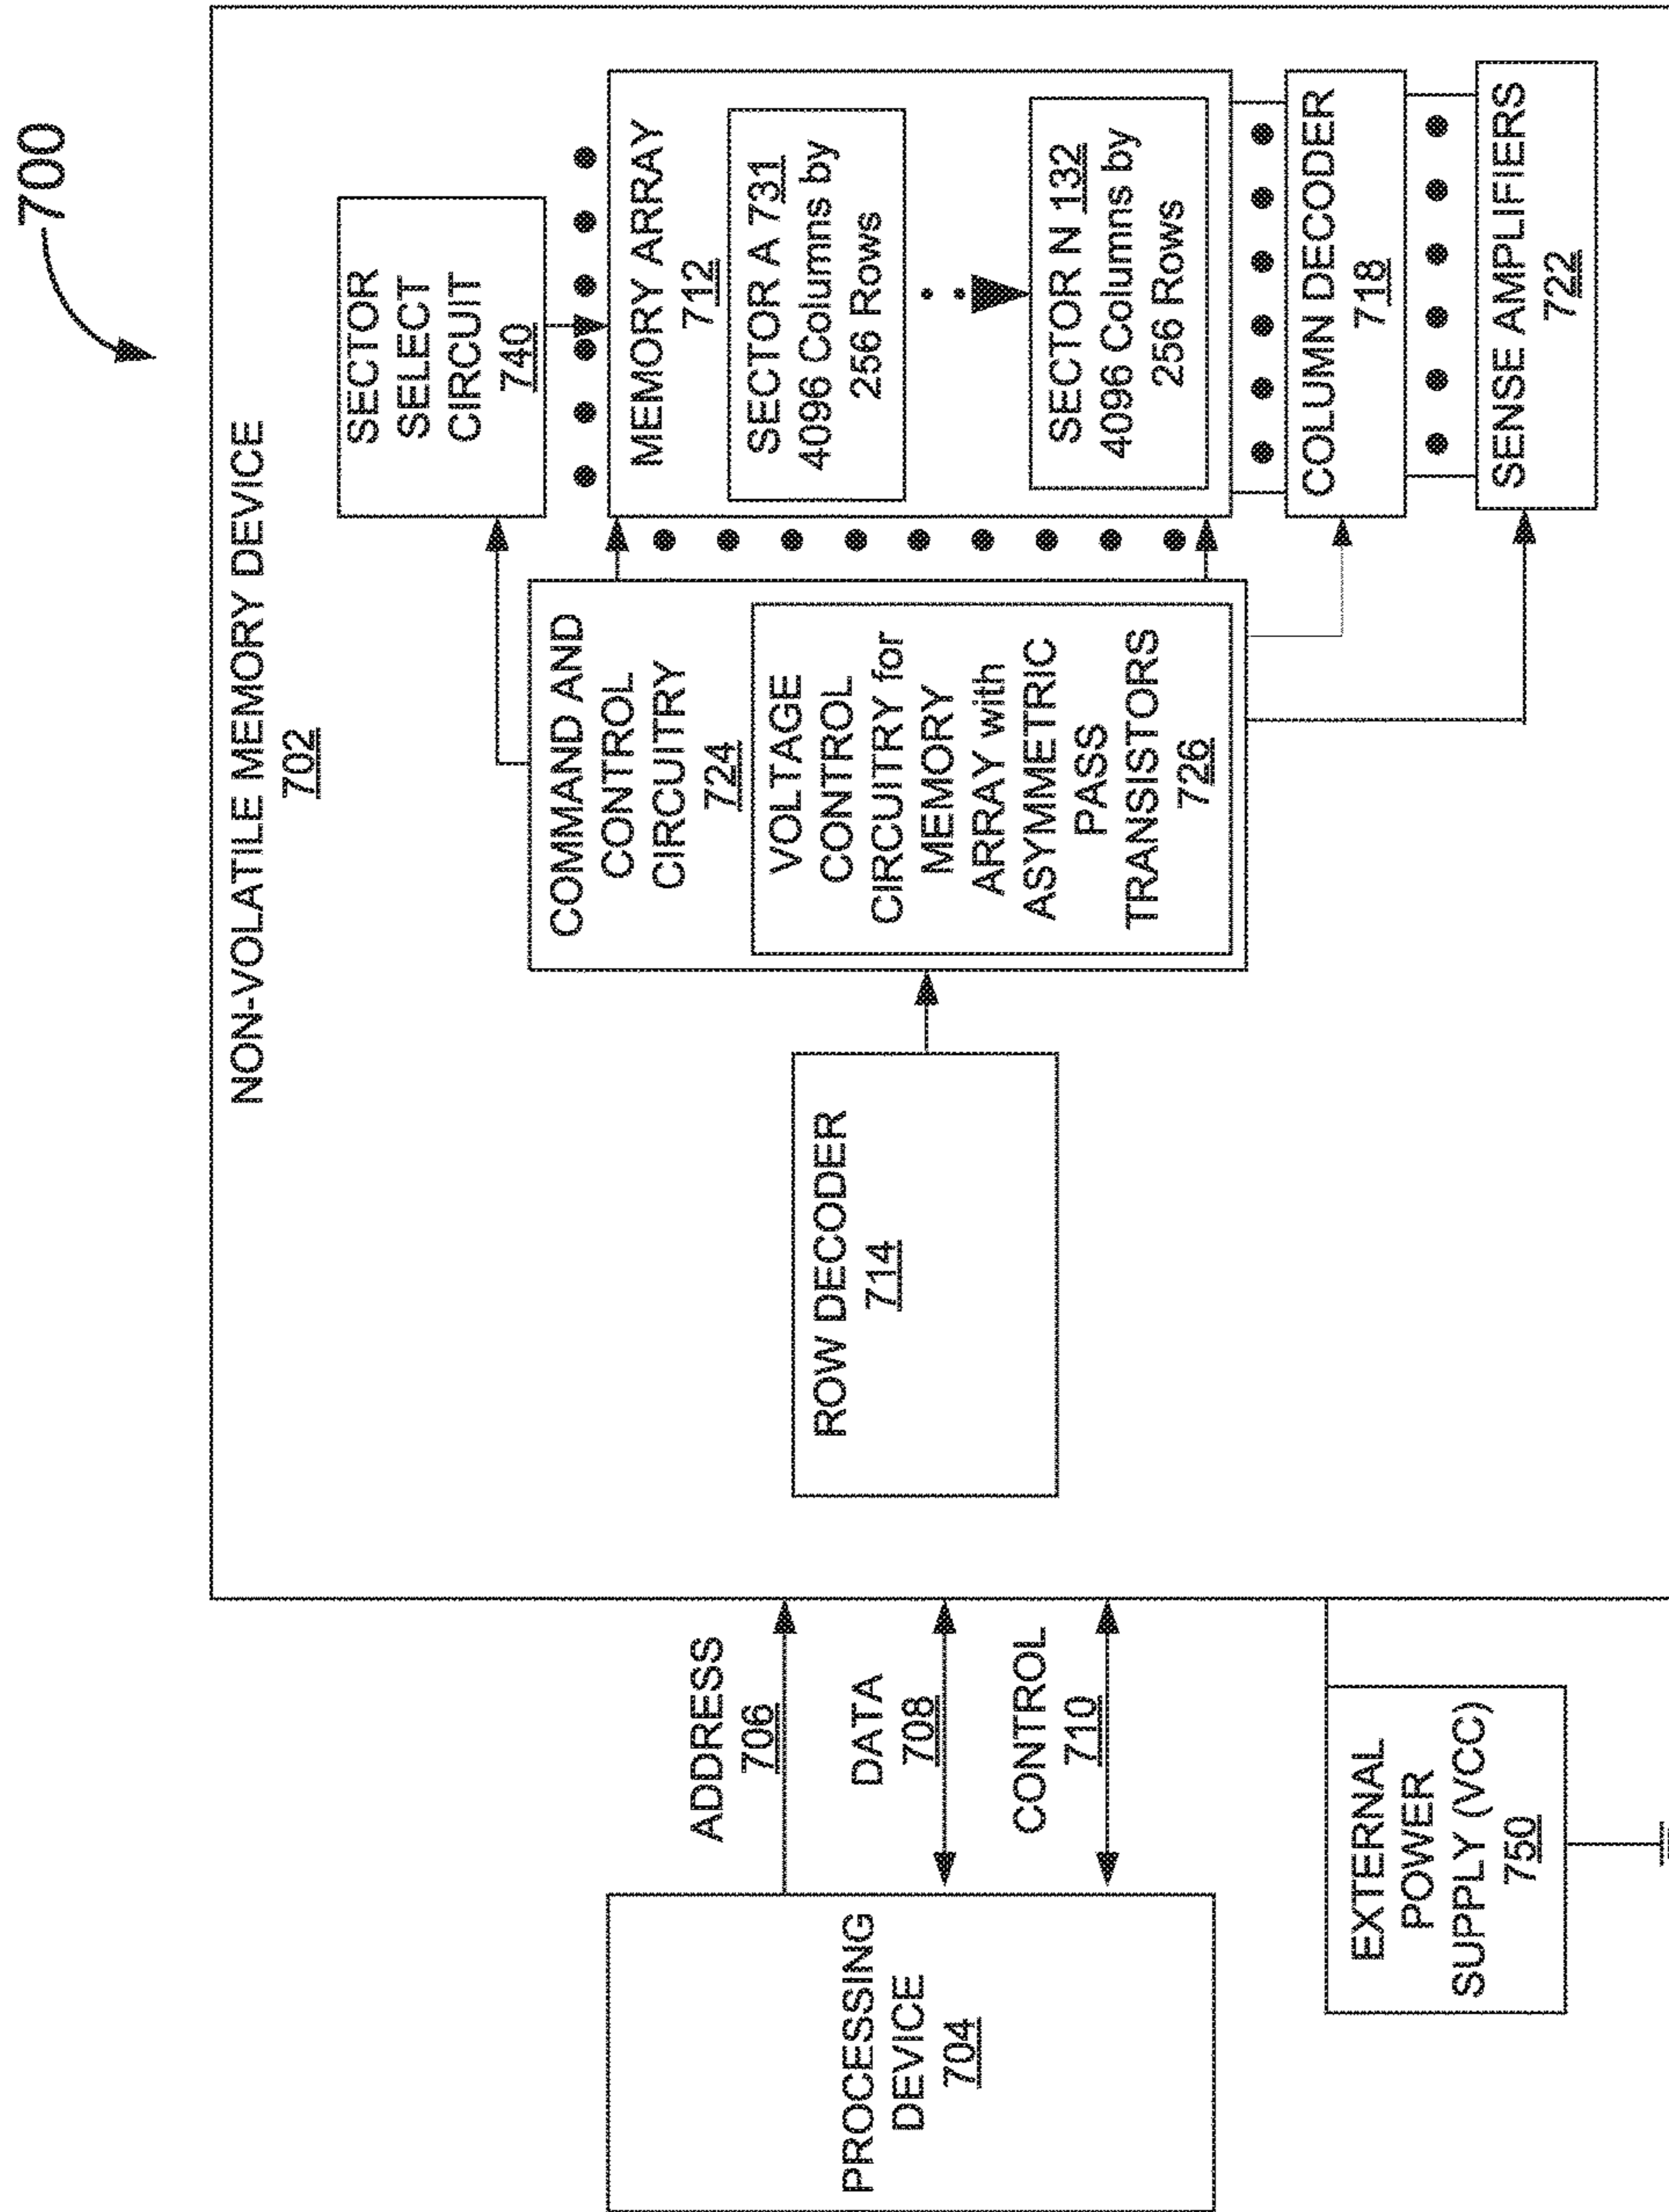 700
NON-VOLATILE MEMORY DEVICE
702
PROCESSING
DEVICE
704
ADDRESS
706
DATA
708
CONTROL
710
EXTERNAL
POWER
SUPPLY (VCC)
750
ROW DECODER
714
COMMAND AND
CONTROL
CIRCUITRY
724
VOLTAGE
CONTROL
CIRCUITRY for
MEMORY
ARRAY with
ASYMETRIC
PASS
TRANSISTORS
726
SECTOR
SELECT
CIRCUIT
740
MEMORY ARRAY
712
SECTOR A 731
4096 Columns by
256 Rows
SECTOR N 132
4096 Columns by
256 Rows
COLUMN DECODER
718
SENSE AMPLIFIERS
722